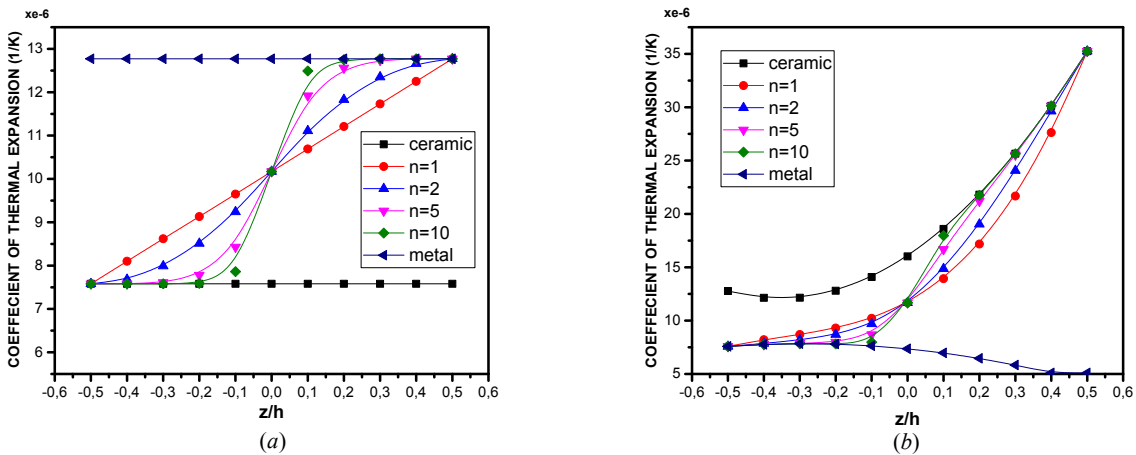 xe-6
COEFFECIENT OF THERMAL EXPANSION (1/K)
13
12
11
10
9
8
7
6
ceramic
n=1
n=2
n=5
n=10
metal
-0,6 -0,5 -0,4 -0,3 -0,2 -0,1 0,0 0,1 0,2 0,3 0,4 0,5 0,6
z/h
(a)
xe-6
COEFFECIENT OF THERMAL EXPANSION (1/K)
40
35
30
25
20
15
10
5
ceramic
n=1
n=2
n=5
n=10
metal
-0,6 -0,5 -0,4 -0,3 -0,2 -0,1 0,0 0,1 0,2 0,3 0,4 0,5 0,6
z/h
(b)